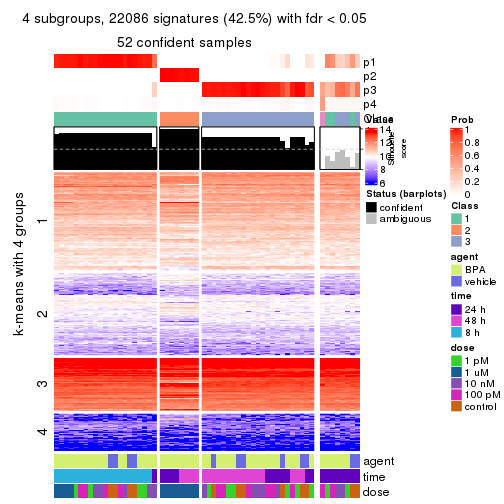 4 subgroups, 22086 signatures (42.5%) with fdr < 0.05
52 confident samples
p1
p2
p3
p4
Class
Silhouette
score
k-means with 4 groups
1
2
3
4
agent
time
dose
Value
14
12
10
8
6
Status (barplots)
confident
ambiguous
Prob
1
0.8
0.6
0.4
0.2
0
Class
1
2
3
agent
BPA
vehicle
time
24 h
48 h
8 h
dose
1 pM
1 uM
10 nM
100 pM
control